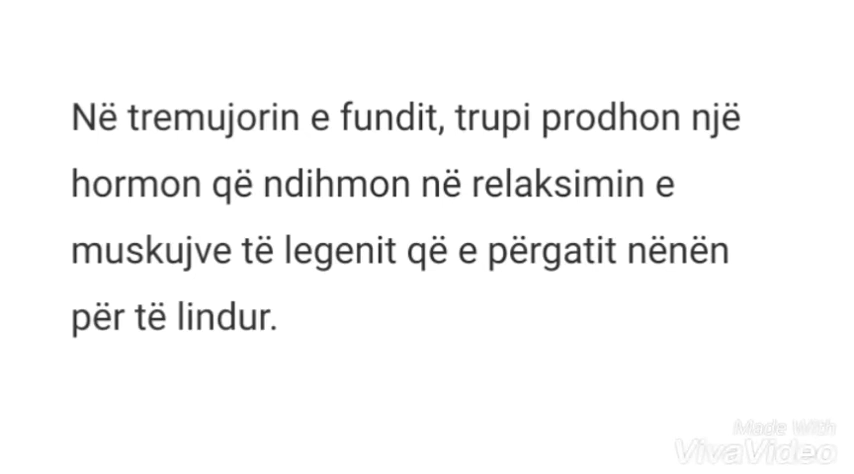 Në tremujorin e fundit, trupi prodhon një
hormon që ndihmon në relaksimin e
muskujve të legenit që e përgatit nënën
për të lindur.
Made With
VivaVideo